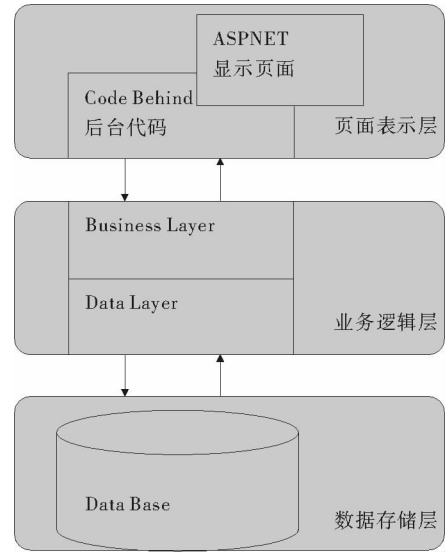 ASPNET
显示页面
Code Behind
后台代码
页面表示层
Business Layer
Data Layer
业务逻辑层
Data Base
数据存储层